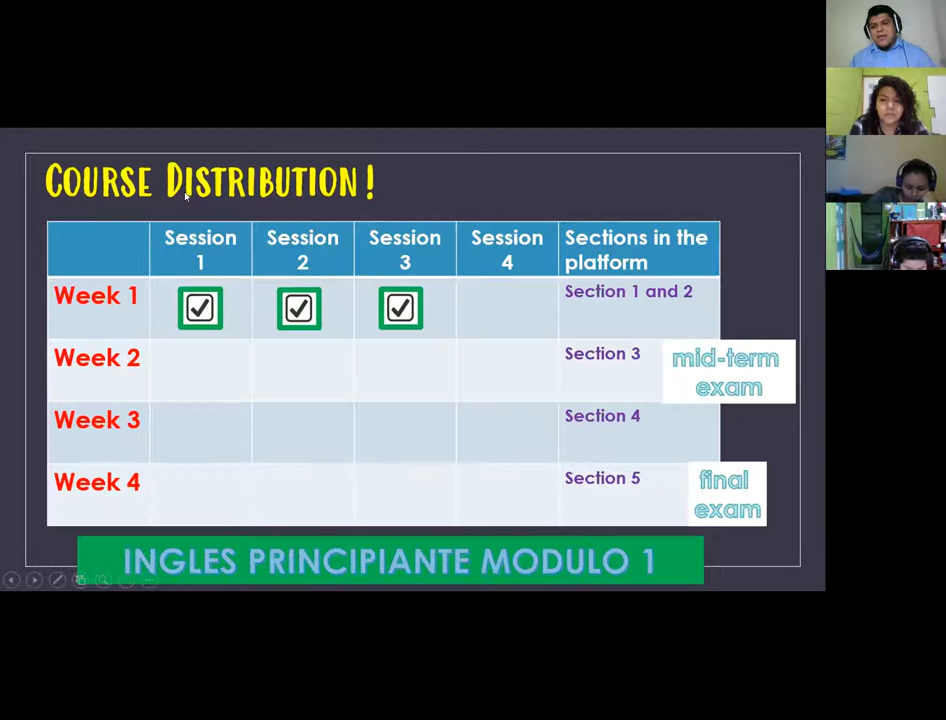 COURSE DISTRIBUTION!
Session 1
Session 2
Session 3
Session 4
Sections in the platform
Week 1
Section 1 and 2
Week 2
Section 3
mid-term exam
Week 3
Section 4
Week 4
Section 5
final exam
INGLES PRINCIPIANTE MODULO 1